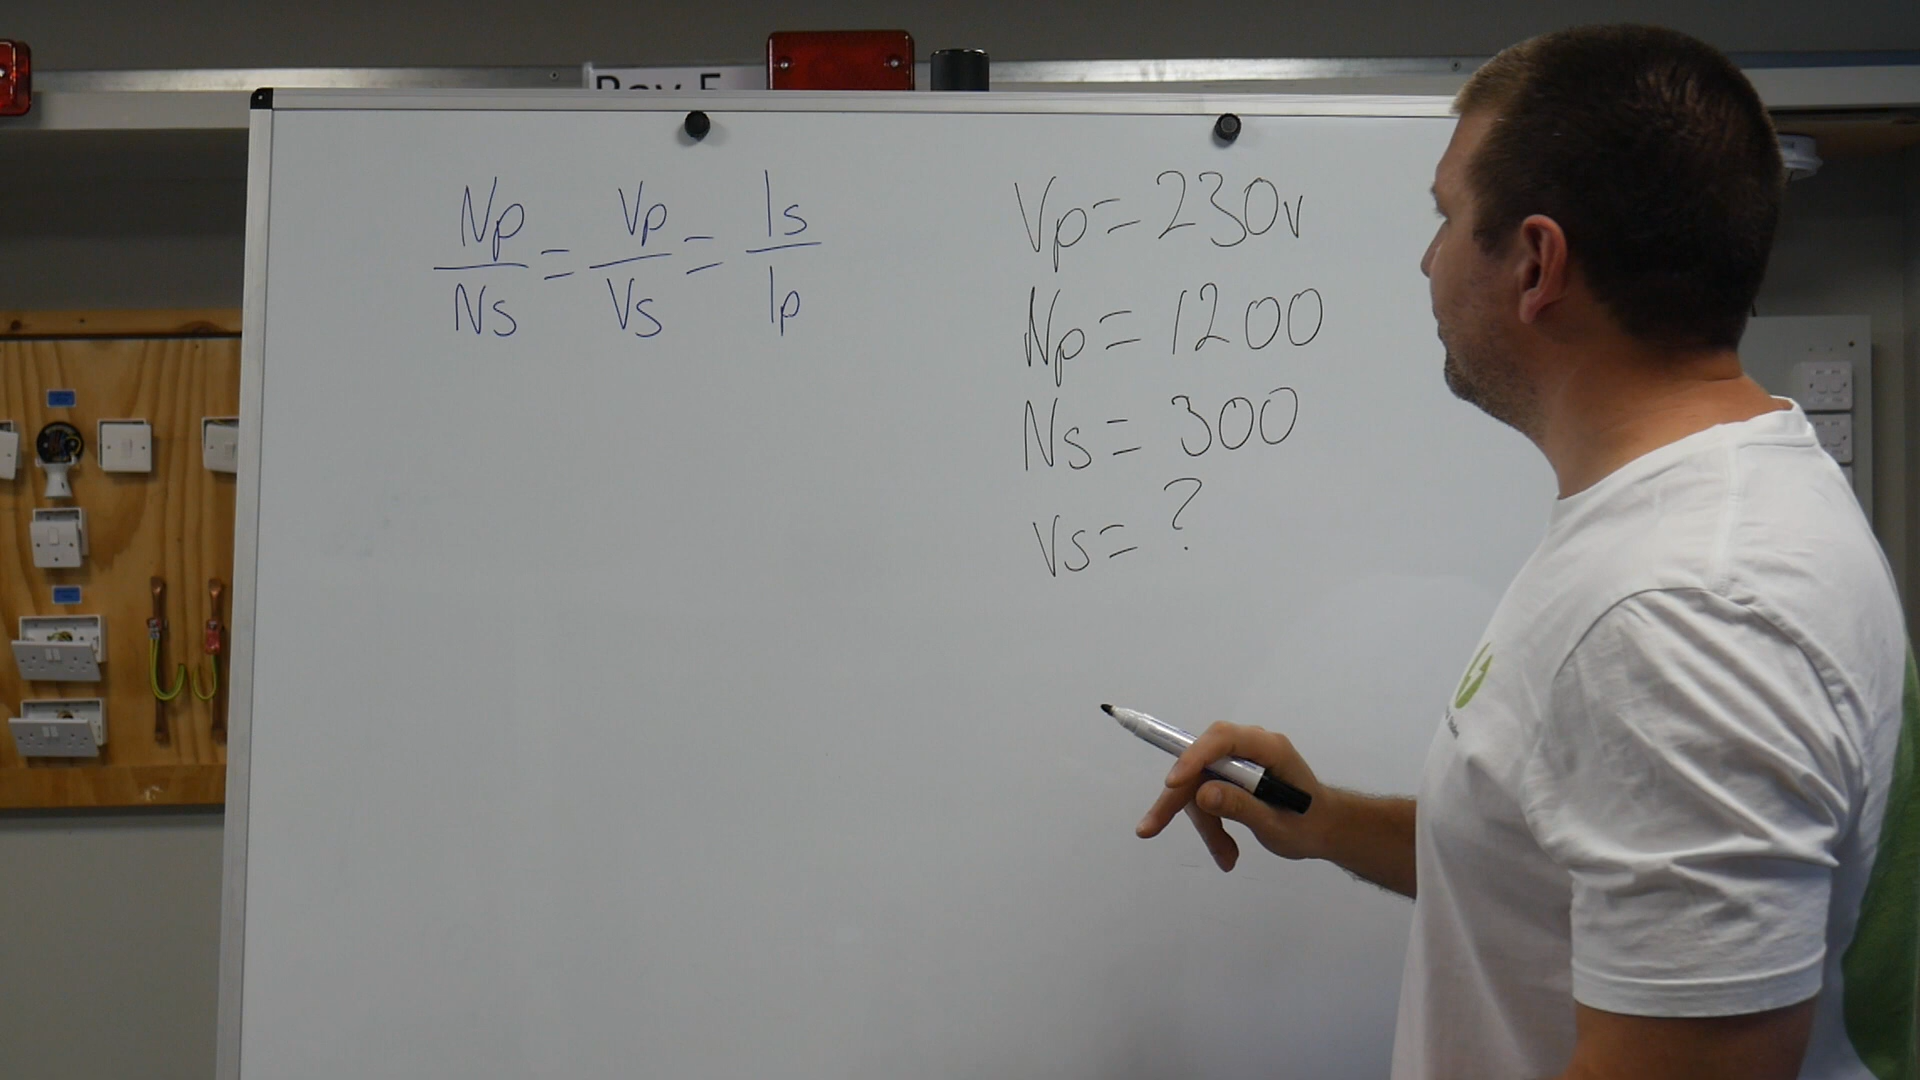 Np/Ns = Vp/Vs = Is/Ip
Vp = 230v
Np = 1200
Ns = 300
Vs = ?